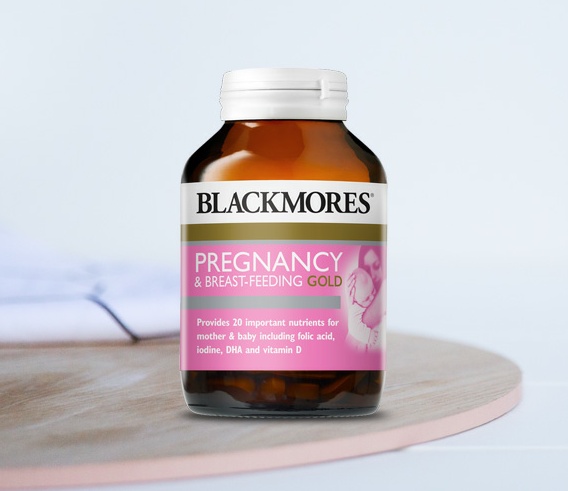 BLACKMORES®
PREGNANCY
& BREAST-FEEDING GOLD
Provides 20 important nutrients for
mother & baby including folic acid,
iodine, DHA and vitamin D